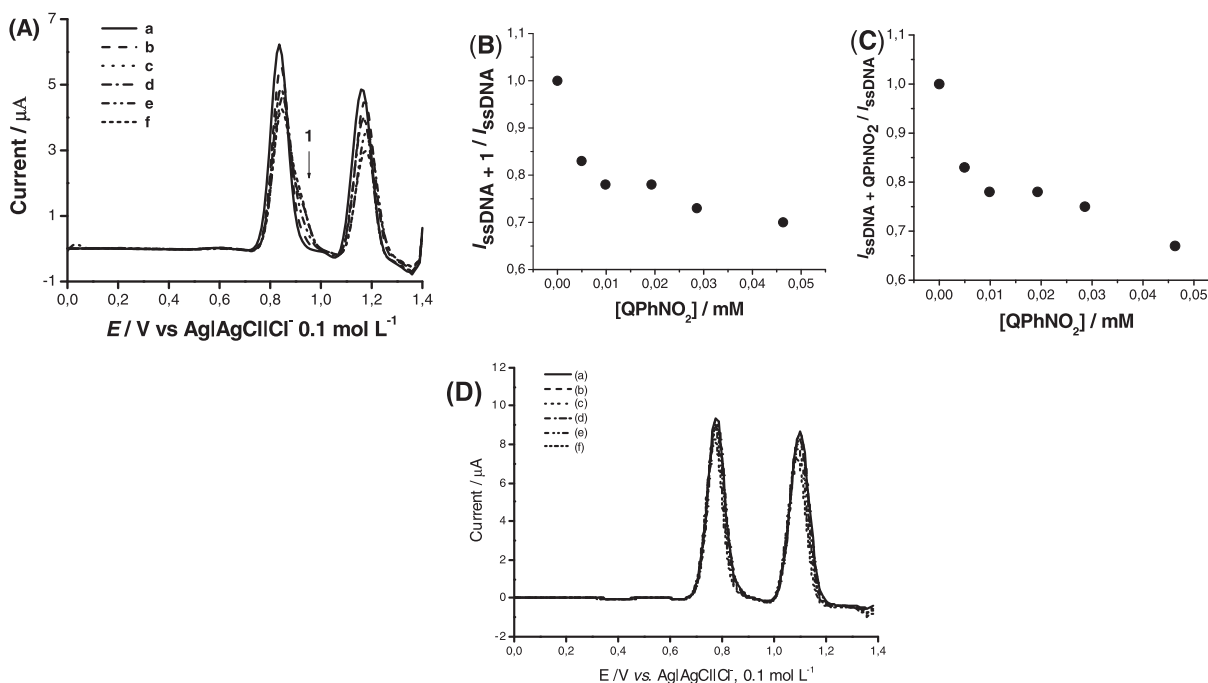 (A)
7
5
3
1
-1
Current / μA
a
b
c
d
e
f
1
0,0 0,2 0,4 0,6 0,8 1,0 1,2 1,4
E / V vs Ag|AgCl|Cl⁻ 0.1 mol L⁻¹
(B)
1,1
1,0
0,9
0,8
0,7
0,6
I ssDNA + 1 / I ssDNA
0,00 0,01 0,02 0,03 0,04 0,05
[QPhNO₂] / mM
(C)
1,1
1,0
0,9
0,8
0,7
0,6
I ssDNA + QPhNO₂ / I ssDNA
0,00 0,01 0,02 0,03 0,04 0,05
[QPhNO₂] / mM
(D)
12
10
8
6
4
2
0
-2
Current / μA
(a)
(b)
(c)
(d)
(e)
(f)
0,0 0,2 0,4 0,6 0,8 1,0 1,2 1,4
E /V vs. Ag|AgCl|Cl⁻, 0.1 mol L⁻¹